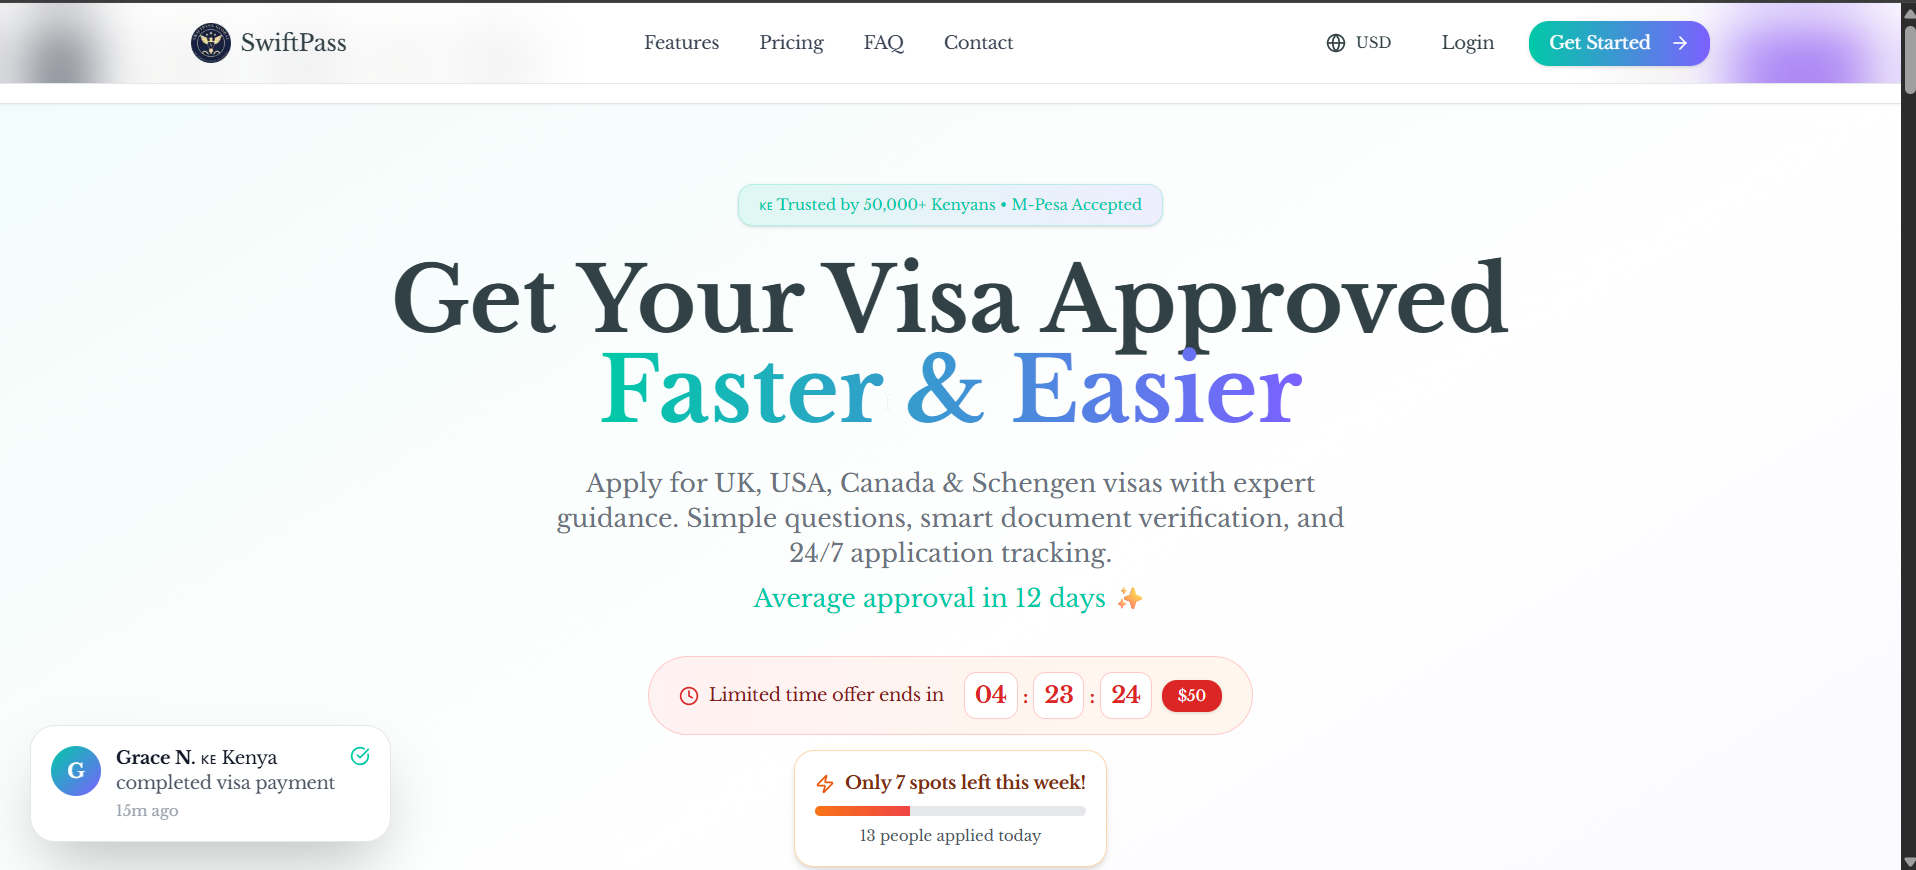 SwiftPass
Features
Pricing
FAQ
Contact
USD
Login
Get Started
KE Trusted by 50,000+ Kenyans • M-Pesa Accepted
Get Your Visa Approved
Faster & Easier
Apply for UK, USA, Canada & Schengen visas with expert
guidance. Simple questions, smart document verification, and
24/7 application tracking.
Average approval in 12 days ✨
Limited time offer ends in 04 : 23 : 24 $50
Only 7 spots left this week!
13 people applied today
G
Grace N. KE Kenya
completed visa payment
15m ago